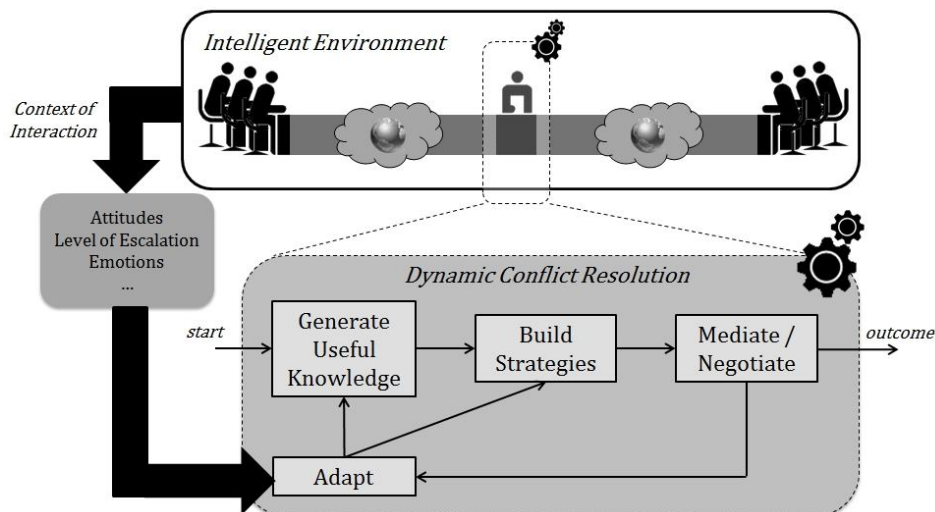 Intelligent Environment
Context of
Interaction
Attitudes
Level of Escalation
Emotions
...
Dynamic Conflict Resolution
start
Generate
Useful
Knowledge
Build
Strategies
Mediate /
Negotiate
outcome
Adapt